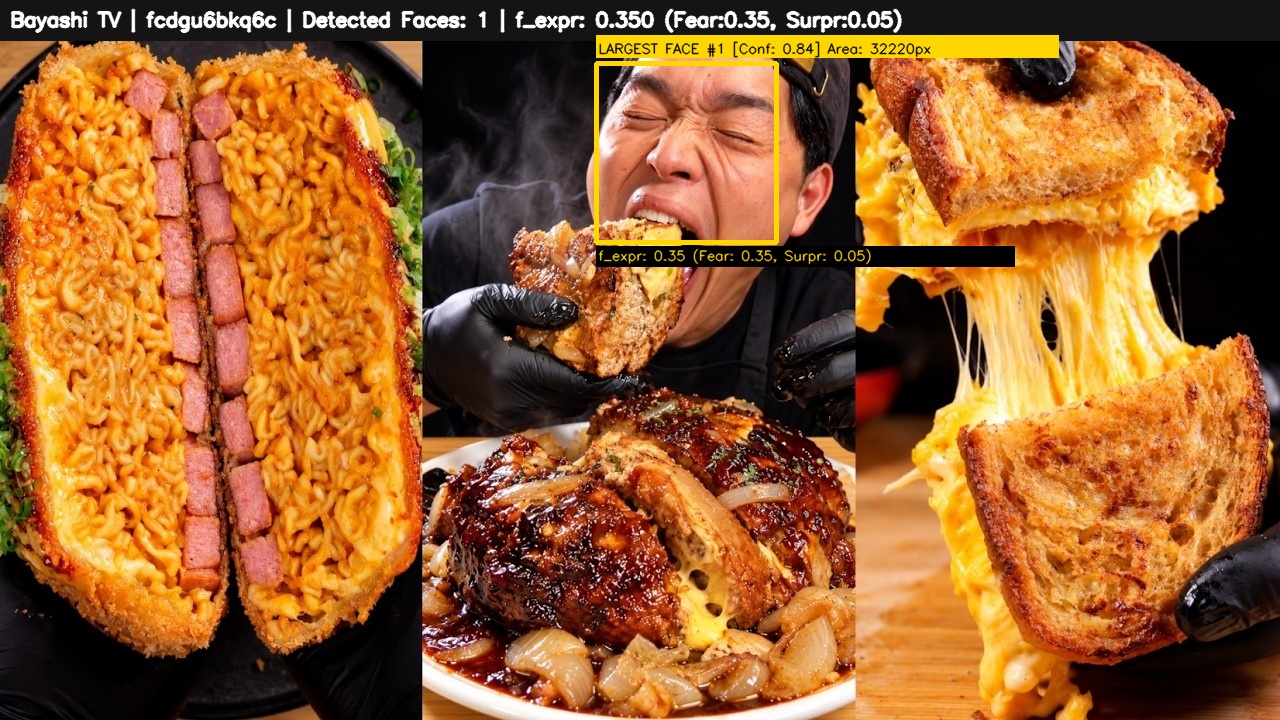 Bayashi TV | fcdgu6bkq6c | Detected Faces: 1 | f_expr: 0.350 (Fear:0.35, Surpr:0.05)
LARGEST FACE #1 [Conf: 0.84] Area: 32220px
f_expr: 0.35 (Fear: 0.35, Surpr: 0.05)